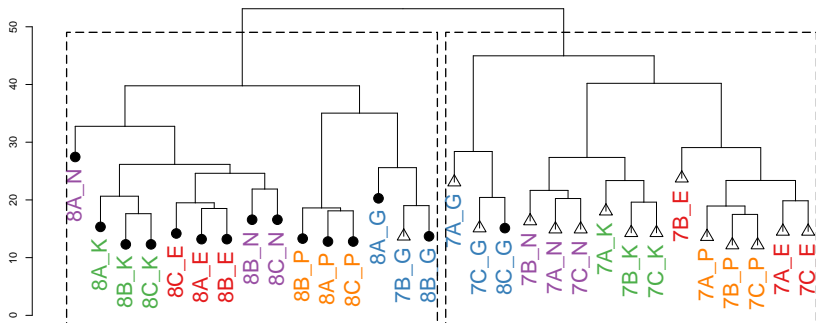 50
40
30
20
10
0
8A_N
8A_K
8B_K
8C_K
8C_E
8A_E
8B_E
8B_N
8C_N
8B_P
8A_P
8C_P
8A_G
7B_G
8B_G
7A_G
7C_G
8C_G
7B_N
7A_N
7C_N
7A_K
7B_K
7C_K
7B_E
7A_P
7B_P
7C_P
7A_E
7C_E